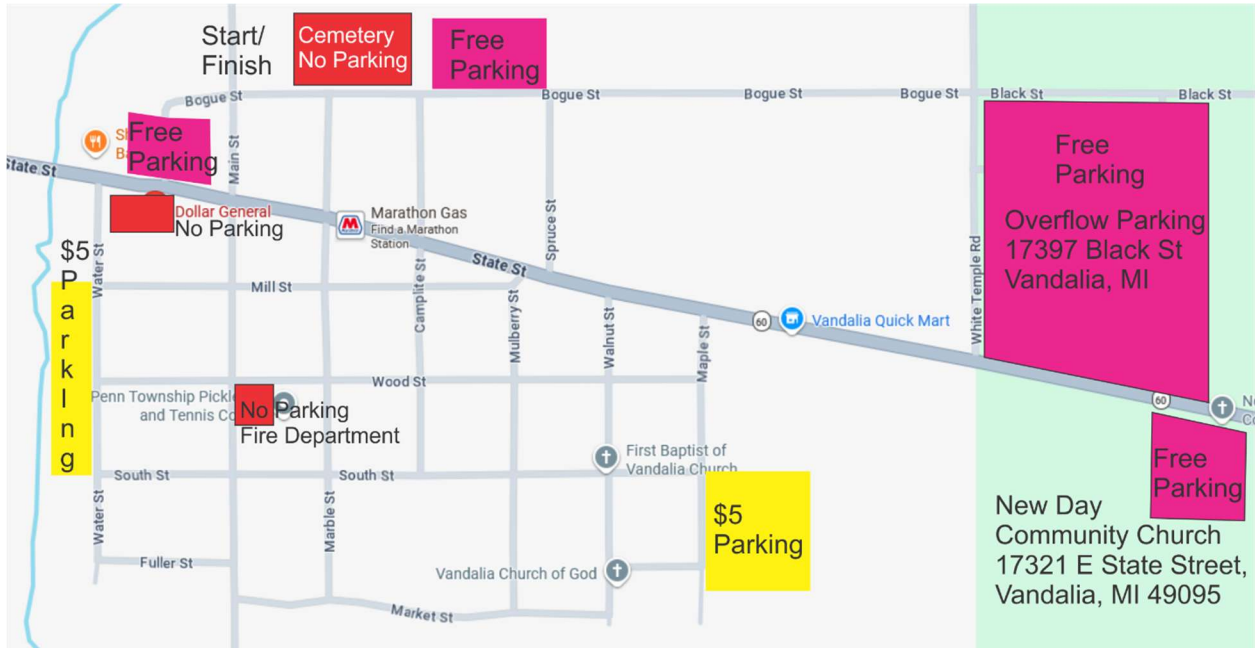 Start/
Finish
Cemetery
No Parking
Free
Parking
Bogue St
Bogue St
Bogue St
Bogue St
Black St
Black St
Free
Parking
Main St
State St
Dollar General
No Parking
Marathon Gas
Find a Marathon
Station
Spruce St
State St
$5
ParkIng
Water St
Mill St
Camplite St
Mulberry St
Walnut St
Maple St
60
Vandalia Quick Mart
White Temple Rd
Free
Parking
Overflow Parking
17397 Black St
Vandalia, MI
Wood St
Penn Township Pickle
and Tennis Co
No Parking
Fire Department
60
First Baptist of
Vandalia Church
South St
South St
Water St
Marble St
$5
Parking
Free
Parking
New Day
Community Church
17321 E State Street,
Vandalia, MI 49095
Fuller St
Vandalia Church of God
Market St